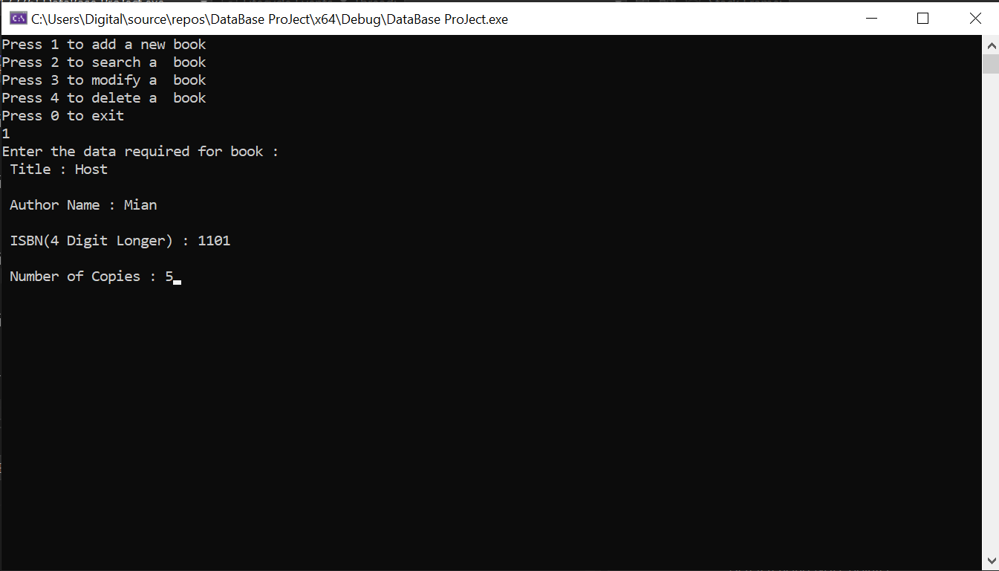 C:\Users\Digital\source\repos\DataBase ProJect\x64\Debug\DataBase ProJect.exe
Press 1 to add a new book
Press 2 to search a  book
Press 3 to modify a  book
Press 4 to delete a  book
Press 0 to exit
1
Enter the data required for book :
Title : Host
Author Name : Mian
ISBN(4 Digit Longer) : 1101
Number of Copies : 5